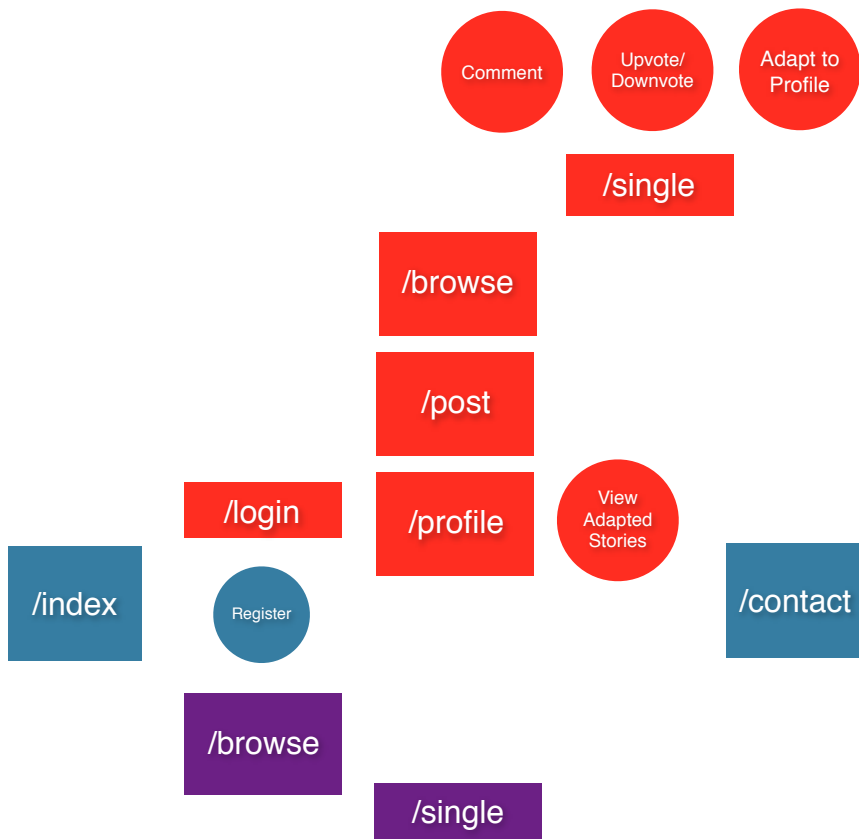 Comment
Upvote/
Downvote
Adapt to
Profile
/single
/browse
/post
/login
/profile
View
Adapted
Stories
/index
Register
/contact
/browse
/single